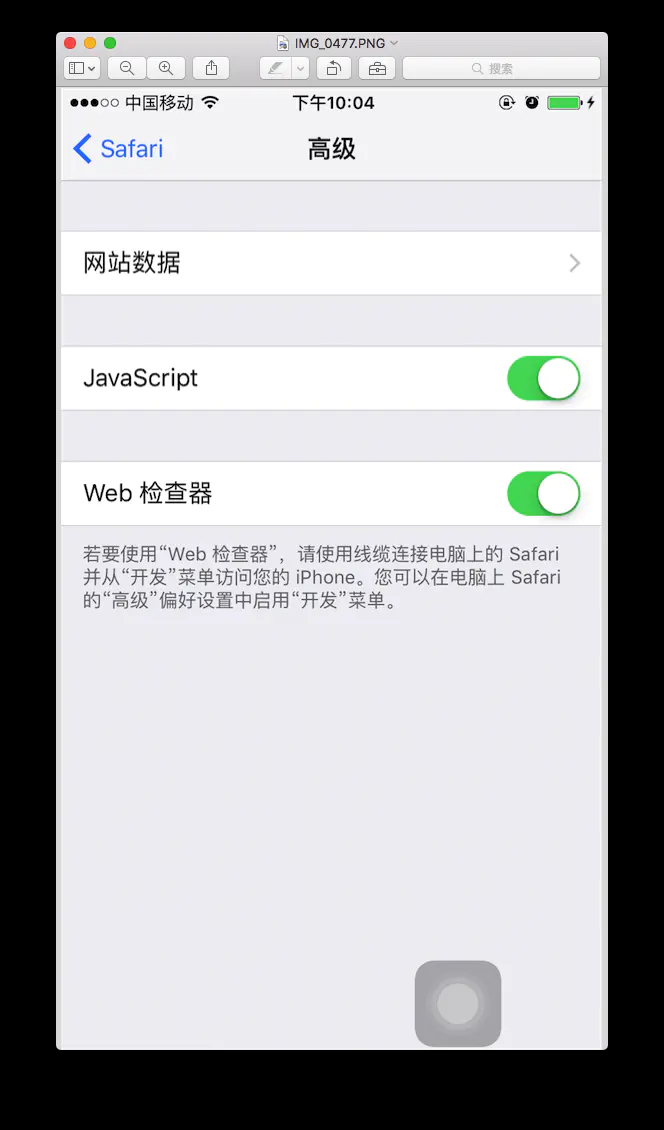 IMG_0477.PNG
搜索
中国移动 下午10:04
Safari 高级
网站数据
JavaScript
Web 检查器
若要使用“Web 检查器”，请使用线缆连接电脑上的 Safari
并从“开发”菜单访问您的 iPhone。您可以在电脑上 Safari
的“高级”偏好设置中启用“开发”菜单。